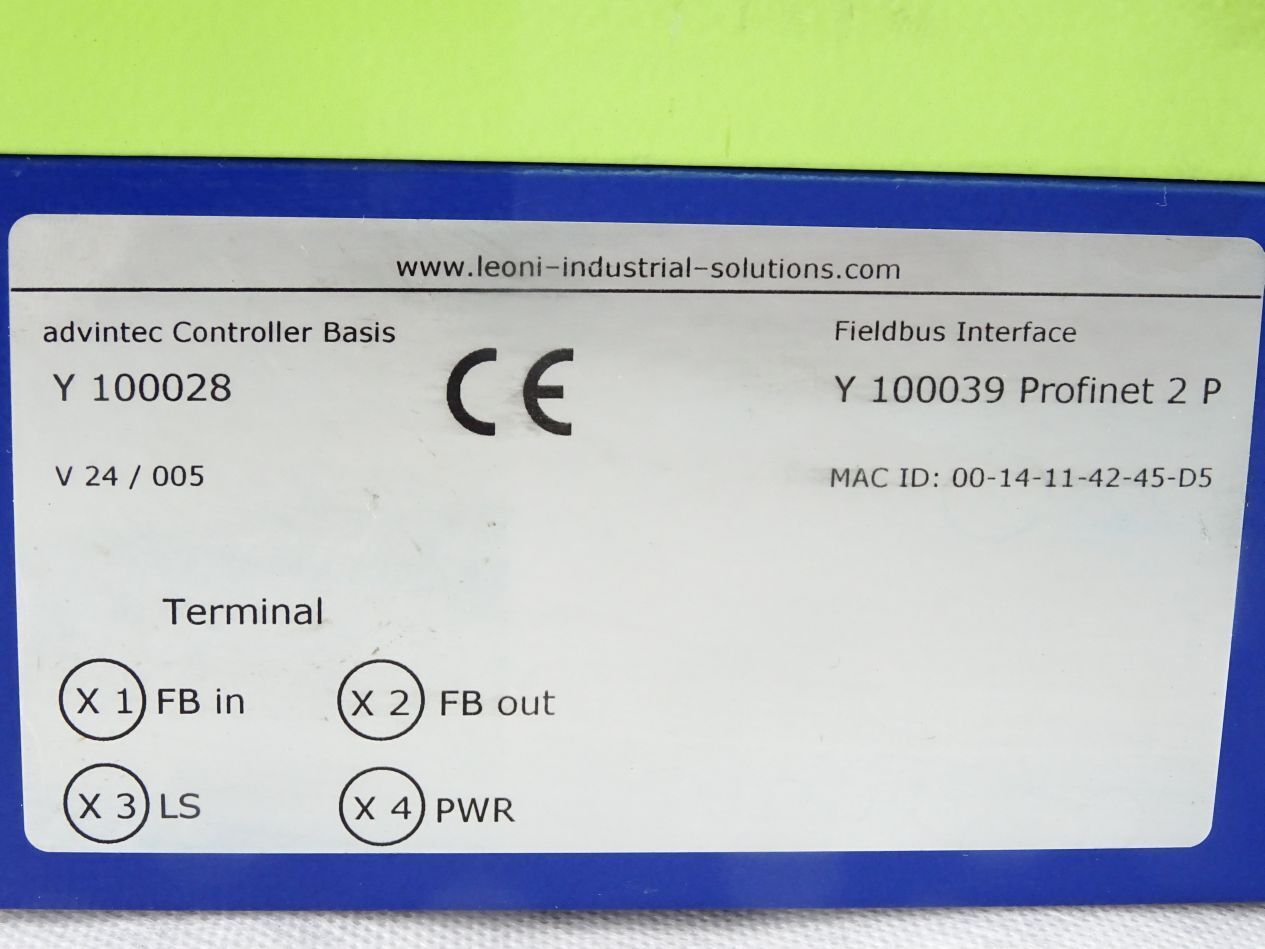 www.leoni-industrial-solutions.com
advintec Controller Basis
Fieldbus Interface
Y 100028
CE
Y 100039 Profinet 2 P
V 24 / 005
MAC ID: 00-14-11-42-45-D5
Terminal
X 1 FB in
X 2 FB out
X 3 LS
X 4 PWR